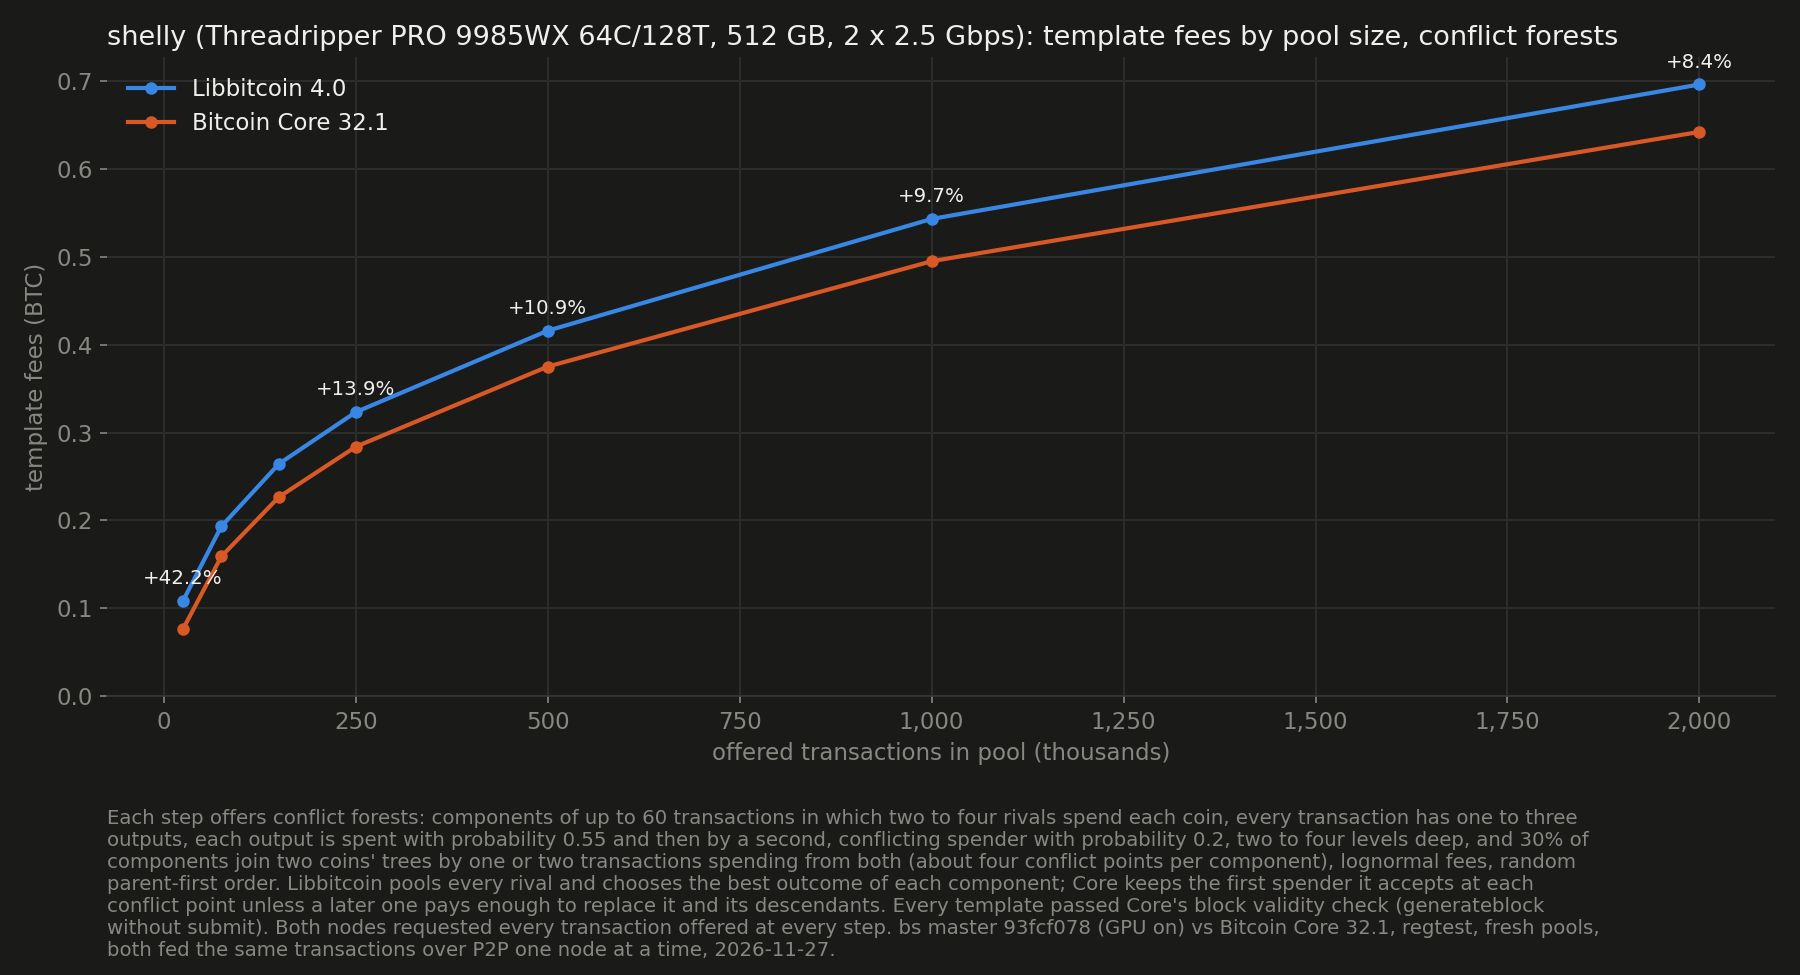 shelly (Threadripper PRO 9985WX 64C/128T, 512 GB, 2 x 2.5 Gbps): template fees by pool size, conflict forests
Libbitcoin 4.0
Bitcoin Core 32.1
+42.2%
+13.9%
+10.9%
+9.7%
+8.4%
template fees (BTC)
0.7
0.6
0.5
0.4
0.3
0.2
0.1
0.0
0 250 500 750 1,000 1,250 1,500 1,750 2,000
offered transactions in pool (thousands)
Each step offers conflict forests: components of up to 60 transactions in which two to four rivals spend each coin, every transaction has one to three
outputs, each output is spent with probability 0.55 and then by a second, conflicting spender with probability 0.2, two to four levels deep, and 30% of
components join two coins' trees by one or two transactions spending from both (about four conflict points per component), lognormal fees, random
parent-first order. Libbitcoin pools every rival and chooses the best outcome of each component; Core keeps the first spender it accepts at each
conflict point unless a later one pays enough to replace it and its descendants. Every template passed Core's block validity check (generateblock
without submit). Both nodes requested every transaction offered at every step. bs master 93fcf078 (GPU on) vs Bitcoin Core 32.1, regtest, fresh pools,
both fed the same transactions over P2P one node at a time, 2026-11-27.